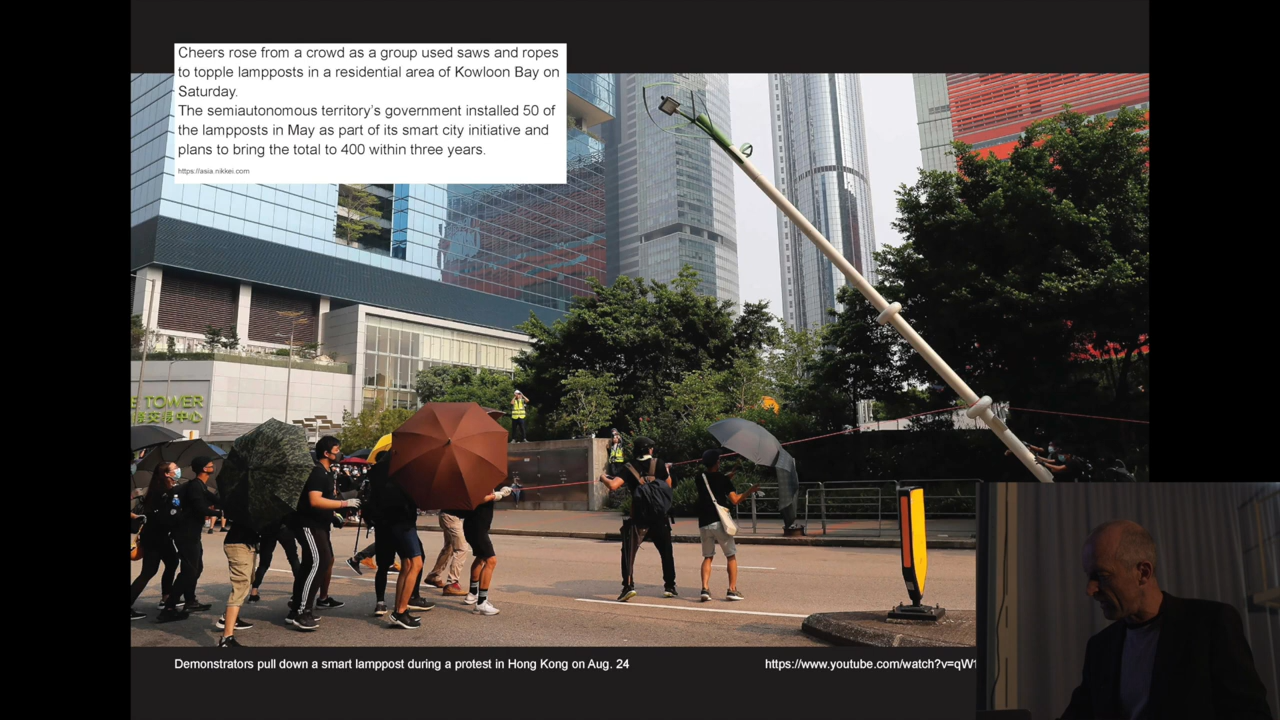 Cheers rose from a crowd as a group used saws and ropes
to topple lampposts in a residential area of Kowloon Bay on
Saturday.
The semiautonomous territory's government installed 50 of
the lampposts in May as part of its smart city initiative and
plans to bring the total to 400 within three years.
https://asia.nikkei.com
TOWER
Demonstrators pull down a smart lamppost during a protest in Hong Kong on Aug. 24
https://www.youtube.com/watch?v=qW